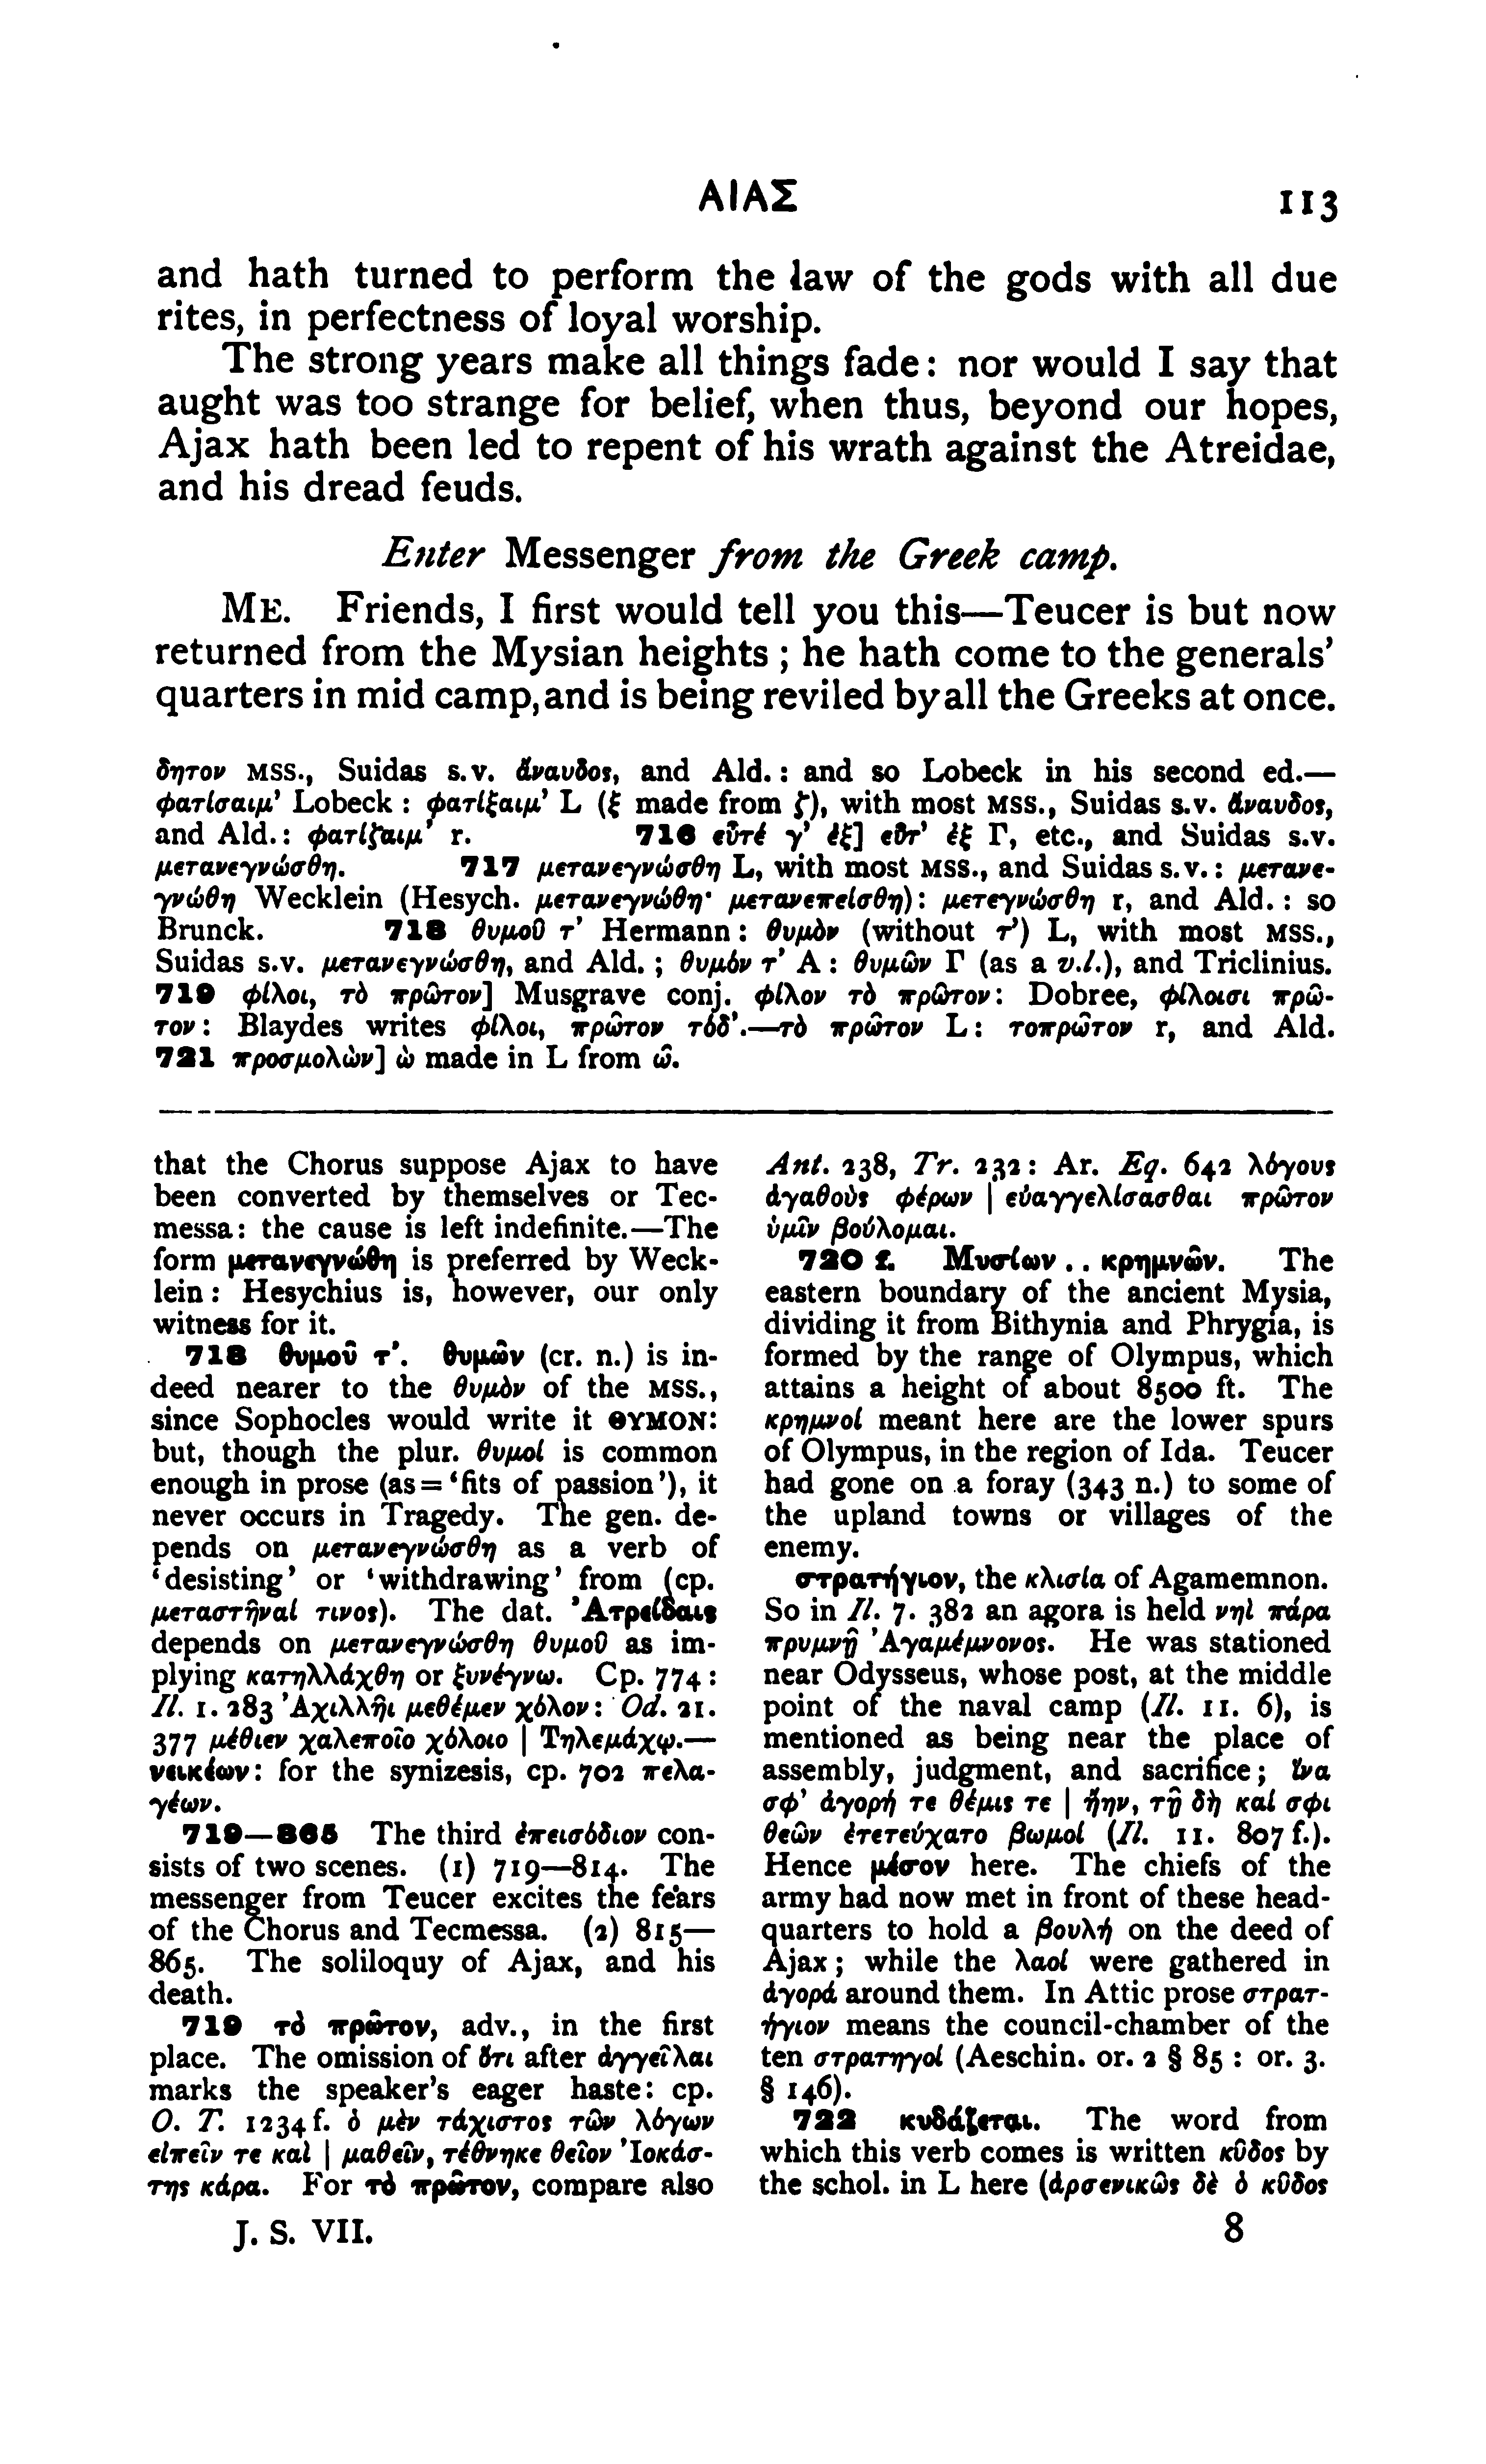 ΑΙΑΣ 113
and hath turned to perform the law of the gods with all due
rites, in perfectness of loyal worship.
The strong years make all things fade: nor would I say that
aught was too strange for belief, when thus, beyond our hopes,
Ajax hath been led to repent of his wrath against the Atreidae,
and his dread feuds.
Enter Messenger from the Greek camp.
ME. Friends, I first would tell you this—Teucer is but now
returned from the Mysian heights; he hath come to the generals'
quarters in mid camp, and is being reviled by all the Greeks at once.
δητον MSS., Suidas s.v. ἄναυδος, and Ald.: and so Lobeck in his second ed.—
φατίσαιμ' Lobeck: φατίξαιμ' L (ξ made from ζ), with most MSS., Suidas s.v. ἄναυδος,
and Ald.: φατίζαιμ' r. 716 εὖτέ γ' ἐξ] εὖτ' ἐξ Γ, etc., and Suidas s.v.
μετανεγνώσθη. 717 μετανεγνώσθη L, with most MSS., and Suidas s.v.: μετανε-
γνώθη Wecklein (Hesych. μετανεγνώθη· μετανεπείσθη): μετεγνώσθη r, and Ald.: so
Brunck. 718 θυμοῦ τ' Hermann: θυμὸν (without τ') L, with most MSS.,
Suidas s.v. μετανεγνώσθη, and Ald.; θυμόν τ' A: θυμῶν Γ (as a v.l.), and Triclinius.
719 φίλοι, τὸ πρῶτον] Musgrave conj. φίλον τὸ πρῶτον: Dobree, φίλοισι πρῶ-
τον: Blaydes writes φίλοι, πρῶτον τόδ'.—τὸ πρῶτον L: τοπρῶτον r, and Ald.
721 προσμολὼν] ὼ made in L from ῶ.
that the Chorus suppose Ajax to have
been converted by themselves or Tec-
messa: the cause is left indefinite.—The
form μετανεγνώθη is preferred by Weck-
lein: Hesychius is, however, our only
witness for it.
718 θυμοῦ τ'. θυμῶν (cr. n.) is in-
deed nearer to the θυμὸν of the MSS.,
since Sophocles would write it ΘΥΜΟΝ:
but, though the plur. θυμοί is common
enough in prose (as = 'fits of passion'), it
never occurs in Tragedy. The gen. de-
pends on μετανεγνώσθη as a verb of
'desisting' or 'withdrawing' from (cp.
μεταστῆναί τινος). The dat. Ἀτρείδαις
depends on μετανεγνώσθη θυμοῦ as im-
plying κατηλλάχθη or ξυνέγνω. Cp. 774:
Il. 1. 283 Ἀχιλλῆι μεθέμεν χόλον: Od. 21.
377 μέθιεν χαλεποῖο χόλοιο | Τηλεμάχῳ.—
νεικέων: for the synizesis, cp. 702 πελα-
γέων.
719—865 The third ἐπεισόδιον con-
sists of two scenes. (1) 719—814. The
messenger from Teucer excites the fears
of the Chorus and Tecmessa. (2) 815—
865. The soliloquy of Ajax, and his
death.
719 τὸ πρῶτον, adv., in the first
place. The omission of ὅτι after ἀγγεῖλαι
marks the speaker's eager haste: cp.
O. T. 1234 f. ὁ μὲν τάχιστος τῶν λόγων
εἰπεῖν τε καὶ | μαθεῖν, τέθνηκε θεῖον Ἰοκάσ-
της κάρα. For τὸ πρῶτον, compare also
J. S. VII.
Ant. 238, Tr. 232: Ar. Eq. 642 λόγους
ἀγαθοὺς φέρων | εὐαγγελίσασθαι πρῶτον
ὑμῖν βούλομαι.
720 f. Μυσίων .. κρημνῶν. The
eastern boundary of the ancient Mysia,
dividing it from Bithynia and Phrygia, is
formed by the range of Olympus, which
attains a height of about 8500 ft. The
κρημνοί meant here are the lower spurs
of Olympus, in the region of Ida. Teucer
had gone on a foray (343 n.) to some of
the upland towns or villages of the
enemy.
στρατήγιον, the κλισία of Agamemnon.
So in Il. 7. 382 an agora is held νηὶ πάρα
πρυμνῇ Ἀγαμέμνονος. He was stationed
near Odysseus, whose post, at the middle
point of the naval camp (Il. 11. 6), is
mentioned as being near the place of
assembly, judgment, and sacrifice; ἵνα
σφ' ἀγορή τε θέμις τε | ἤην, τῇ δὴ καί σφι
θεῶν ἐτετεύχατο βωμοί (Il. 11. 807 f.).
Hence μέσον here. The chiefs of the
army had now met in front of these head-
quarters to hold a βουλή on the deed of
Ajax; while the λαοί were gathered in
ἀγορά around them. In Attic prose στρατ-
ήγιον means the council-chamber of the
ten στρατηγοί (Aeschin. or. 2 § 85: or. 3.
§ 146).
722 κυδάζεται. The word from
which this verb comes is written κῦδος by
the schol. in L here (ἀρσενικῶς δὲ ὁ κῦδος
8